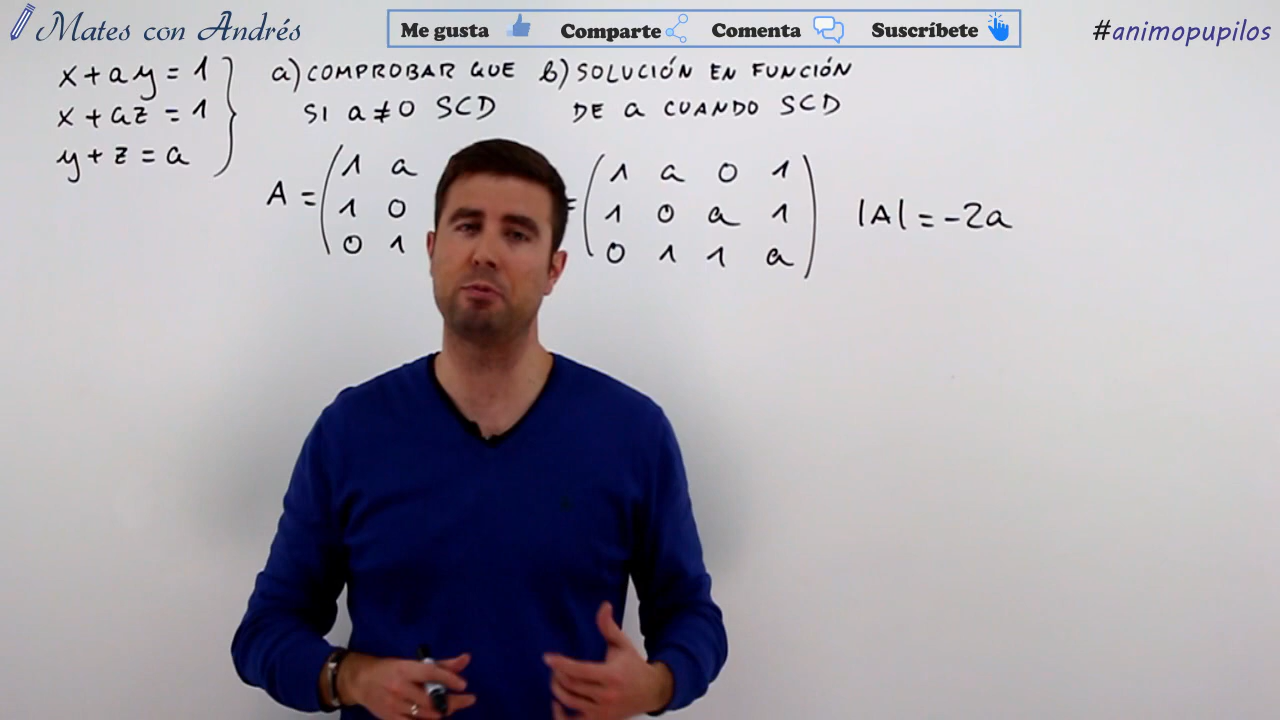 Mates con Andrés
Me gusta Comparte Comenta Suscríbete
#animopupilos
x + ay = 1
x + az = 1
y + z = a
a) COMPROBAR QUE
SI a ≠ 0 SCD
b) SOLUCIÓN EN FUNCIÓN
DE a CUANDO SCD
A =
1 a
1 0
0 1
=
1 a 0 1
1 0 a 1
0 1 1 a
|A| = -2a